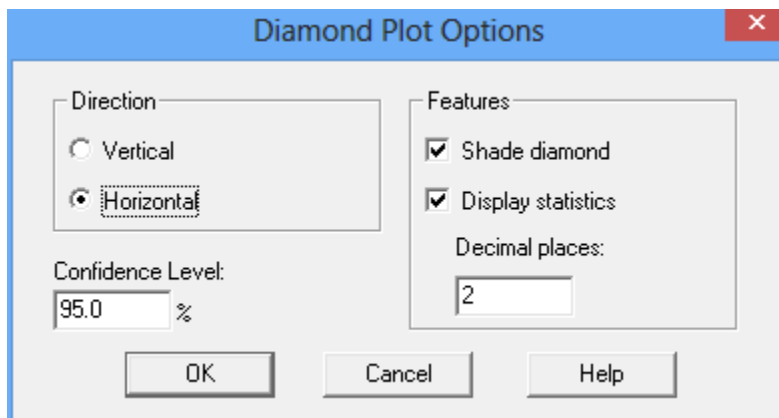 Diamond Plot Options
Direction
Vertical
Horizontal
Confidence Level:
95.0 %
Features
Shade diamond
Display statistics
Decimal places:
2
OK
Cancel
Help